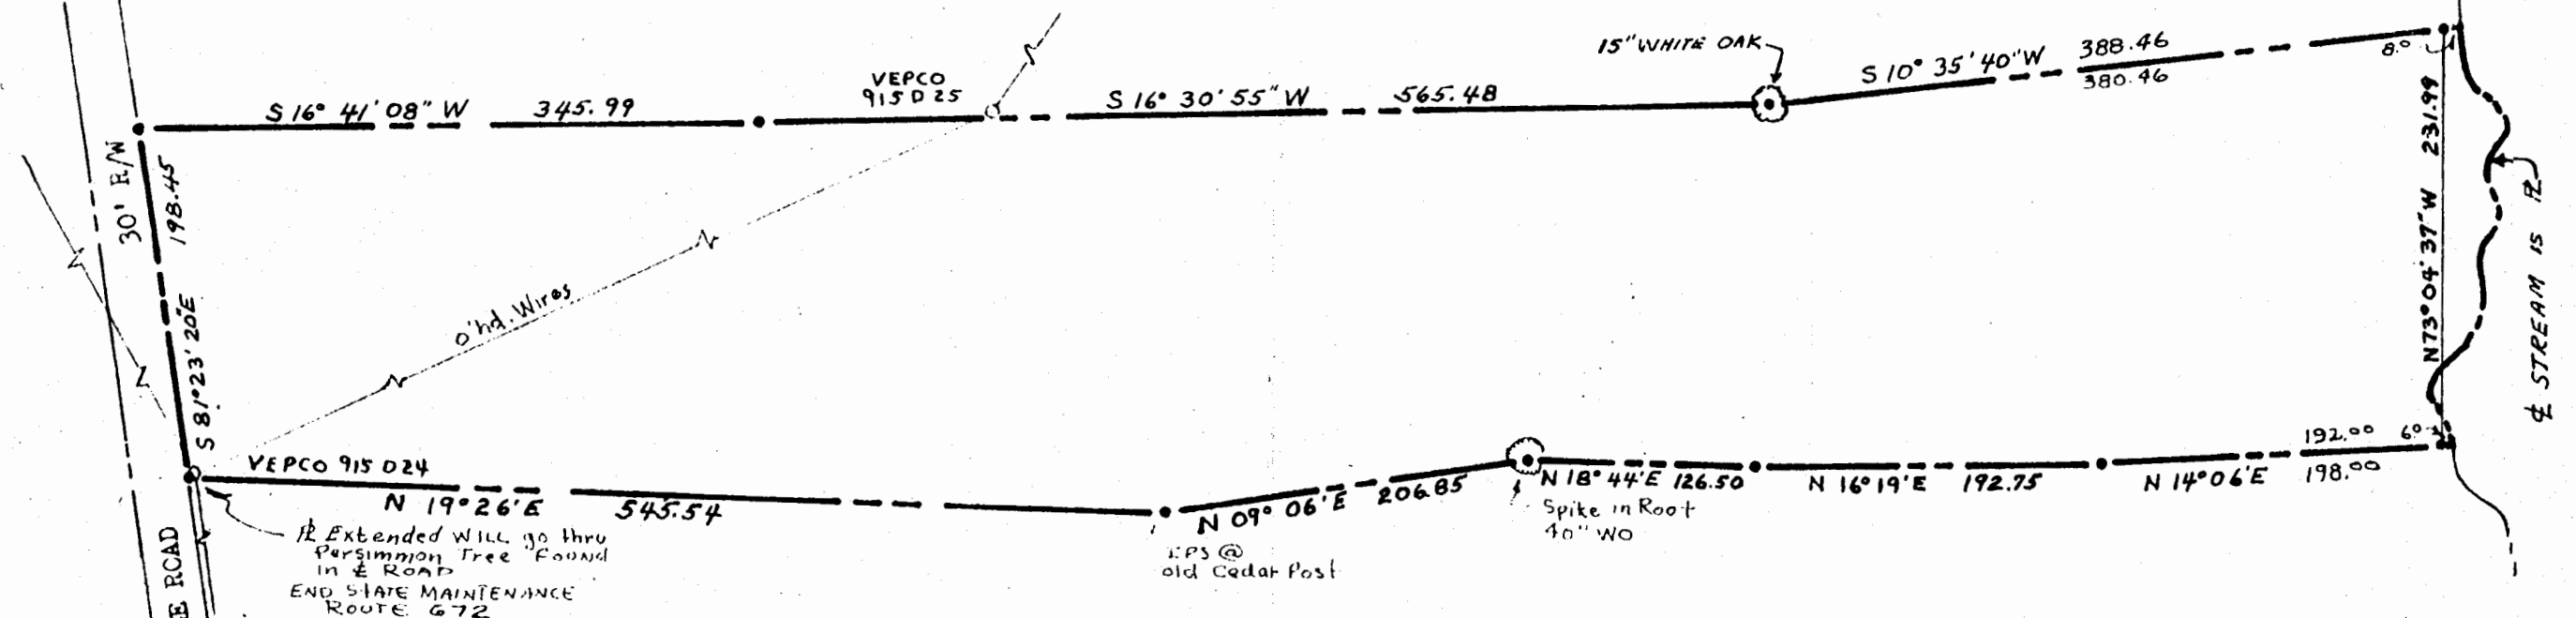 15" WHITE OAK
S 10° 35' 40" W 388.46
380.46
8.°
VEPCO
915 D 25
S 16° 41' 08" W 345.99
S 16° 30' 55" W 565.48
30' R/W
198.45
S 81° 23' 20" E
O'hd. Wires
N 73° 04' 37" W 231.99
℄ STREAM IS ⅊
VEPCO 915 D24
N 19° 26' E 545.54
N 09° 06' E 206.85
N 18° 44' E 126.50
N 16° 19' E 192.75
192.00 6.°
N 14° 06' E 198.00
⅊ Extended WILL go thru
Persimmon Tree Found
in ℄ ROAD
END STATE MAINTENANCE
ROUTE 672
IPS @
old Cedar Post
Spike in Root
40" WO
E ROAD